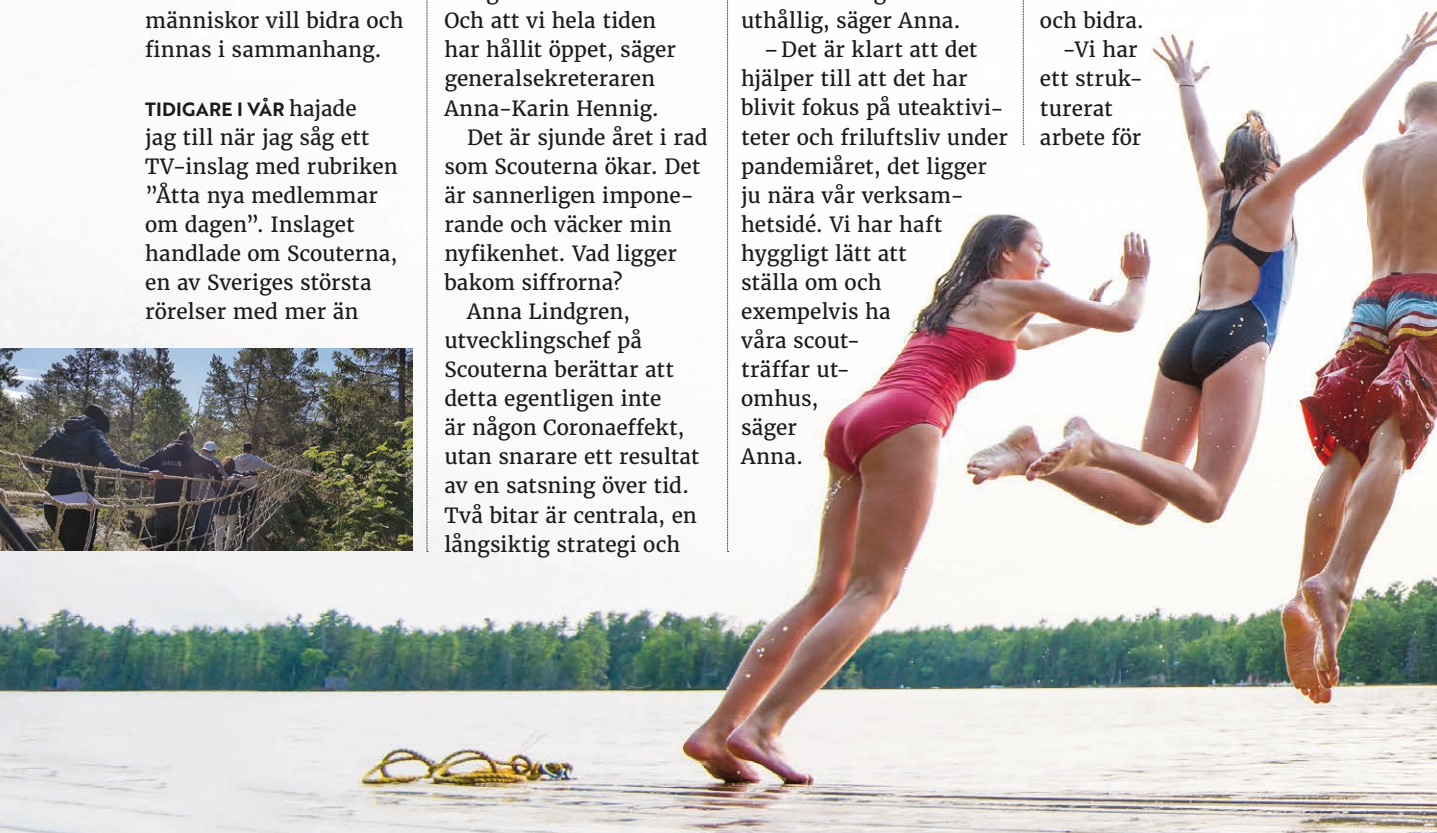 människor vill bidra och
finnas i sammanhang.
TIDIGARE I VÅR hajade
jag till när jag såg ett
TV-inslag med rubriken
”Åtta nya medlemmar
om dagen”. Inslaget
handlade om Scouterna,
en av Sveriges största
rörelser med mer än
Och att vi hela tiden
har hållit öppet, säger
generalsekreteraren
Anna-Karin Hennig.
Det är sjunde året i rad
som Scouterna ökar. Det
är sannerligen impone-
rande och väcker min
nyfikenhet. Vad ligger
bakom siffrorna?
Anna Lindgren,
utvecklingschef på
Scouterna berättar att
detta egentligen inte
är någon Coronaeffekt,
utan snarare ett resultat
av en satsning över tid.
Två bitar är centrala, en
långsiktig strategi och
uthållig, säger Anna.
– Det är klart att det
hjälper till att det har
blivit fokus på uteaktivi-
teter och friluftsliv under
pandemiåret, det ligger
ju nära vår verksam-
hetsidé. Vi har haft
hyggligt lätt att
ställa om och
exempelvis ha
våra scout-
träffar ut-
omhus,
säger
Anna.
och bidra.
-Vi har
ett struk-
turerat
arbete för